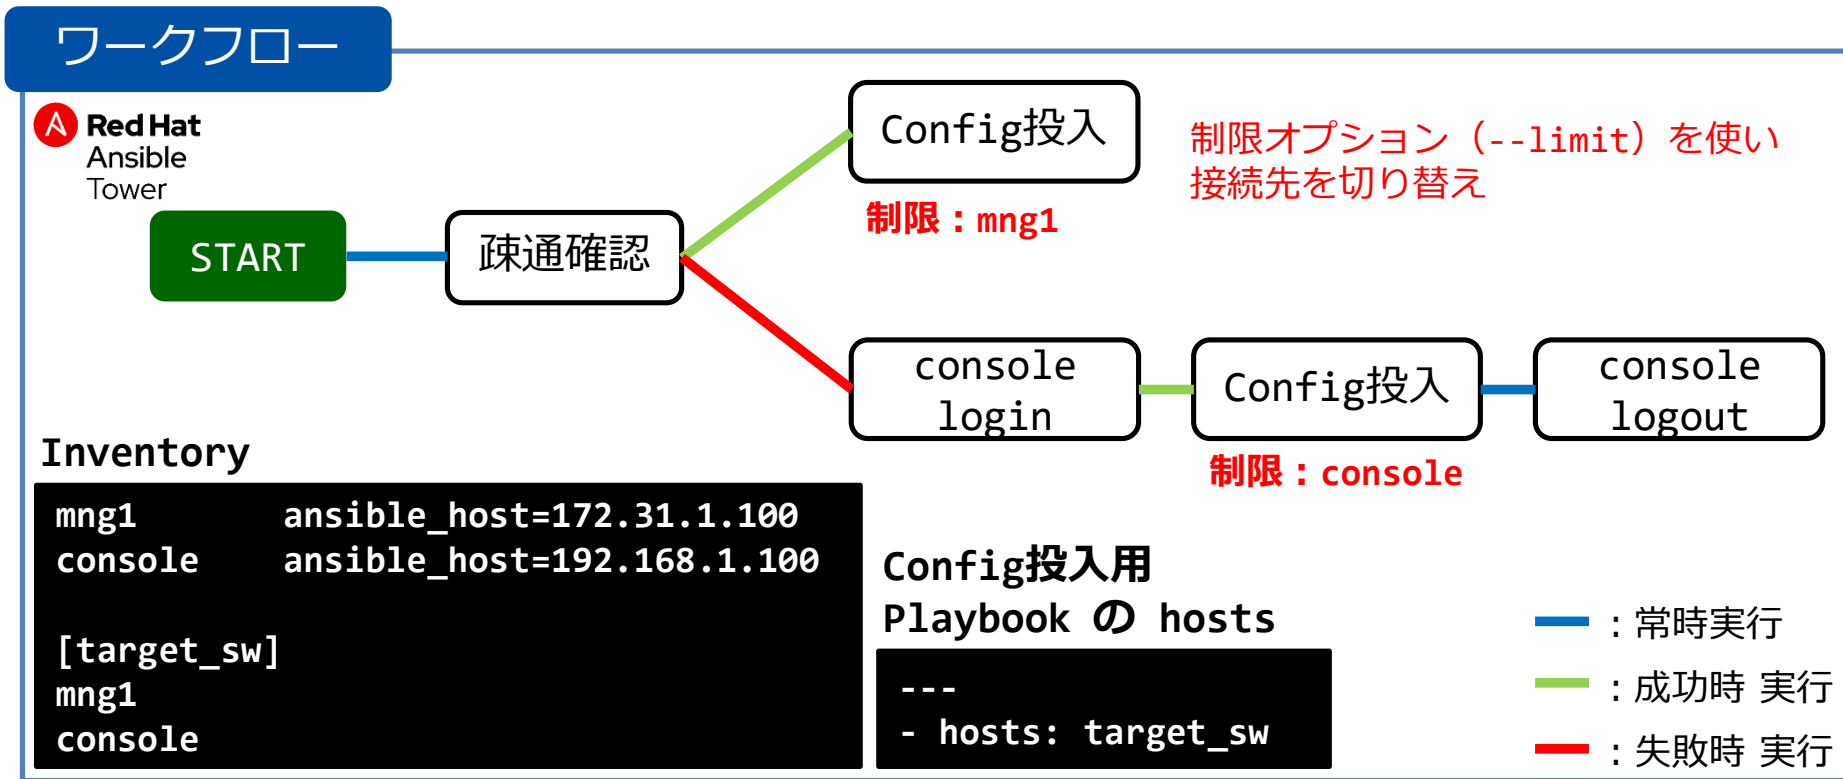 ワークフロー
Red Hat
Ansible
Tower
START
疎通確認
Config投入
制限：mng1
制限オプション（--limit）を使い
接続先を切り替え
console
login
Config投入
制限：console
console
logout
Inventory
mng1 ansible_host=172.31.1.100
console ansible_host=192.168.1.100
[target_sw]
mng1
console
Config投入用
Playbook の hosts
---
- hosts: target_sw
：常時実行
：成功時 実行
：失敗時 実行